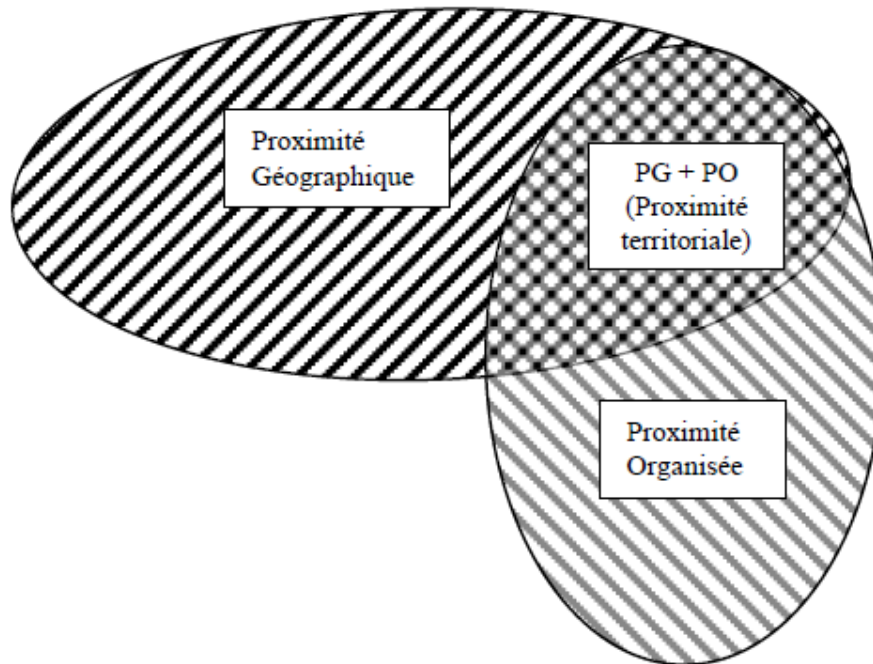 Proximité
Géographique
PG + PO
(Proximité
territoriale)
Proximité
Organisée